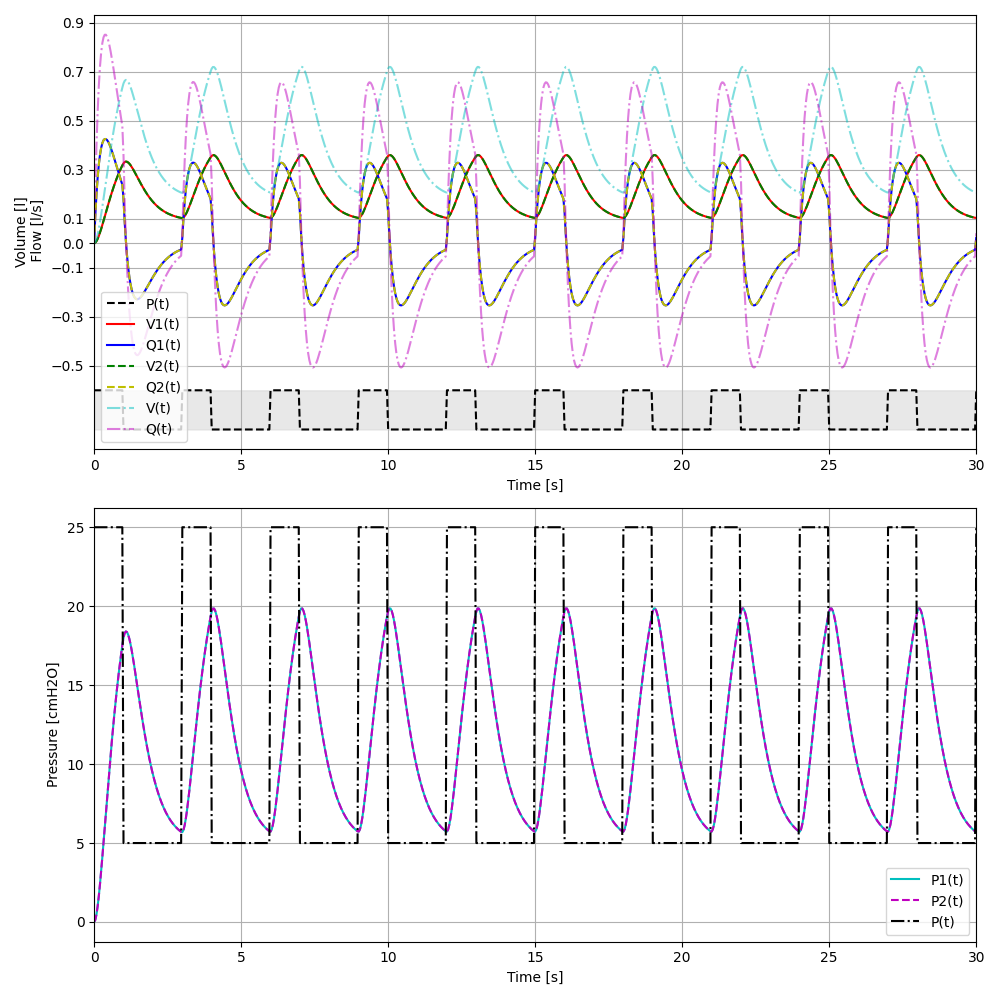 0.9
0.7
0.5
0.3
0.1
0.0
−0.1
−0.3
−0.5
Volume [l]
Flow [l/s]
P(t)
V1(t)
Q1(t)
V2(t)
Q2(t)
V(t)
Q(t)
0 5 10 15 20 25 30
Time [s]
25
20
15
10
5
0
Pressure [cmH2O]
P1(t)
P2(t)
P(t)
0 5 10 15 20 25 30
Time [s]